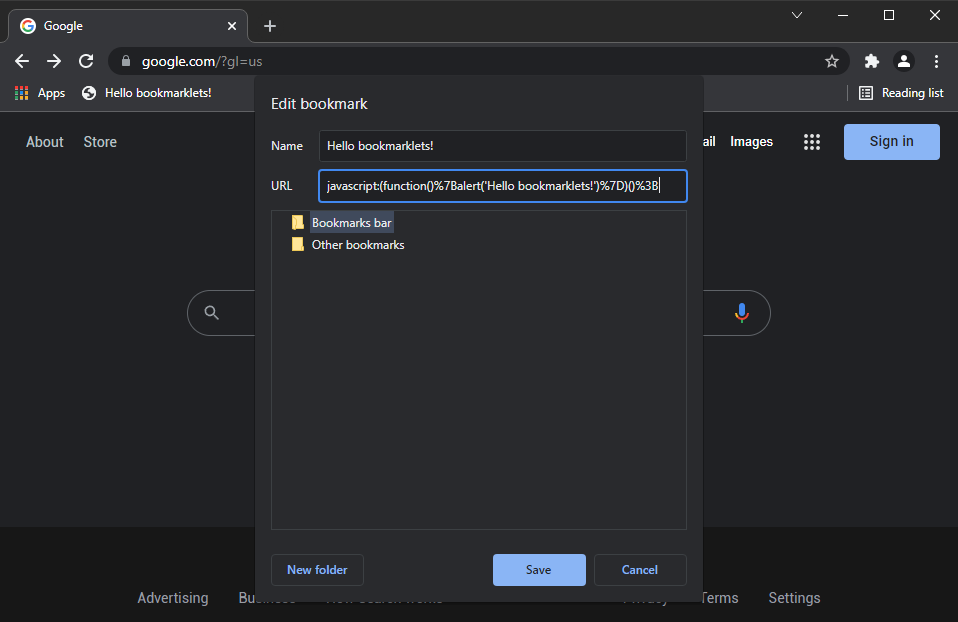 Google
google.com/?gl=us
Apps
Hello bookmarklets!
Reading list
Edit bookmark
Name
Hello bookmarklets!
URL
javascript:(function()%7Balert('Hello bookmarklets!')%7D)()%3B
Bookmarks bar
Other bookmarks
About
Store
ail
Images
Sign in
New folder
Save
Cancel
Advertising
Terms
Settings